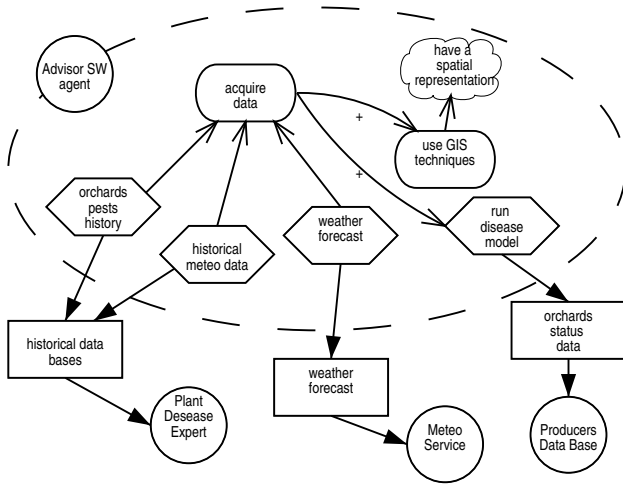 have a
spatial
representation
Advisor SW
agent
acquire
data
+
use GIS
techniques
+
orchards
pests
history
historical
meteo data
weather
forecast
run
disease
model
historical data
bases
weather
forecast
orchards
status
data
Plant
Desease
Expert
Meteo
Service
Producers
Data Base